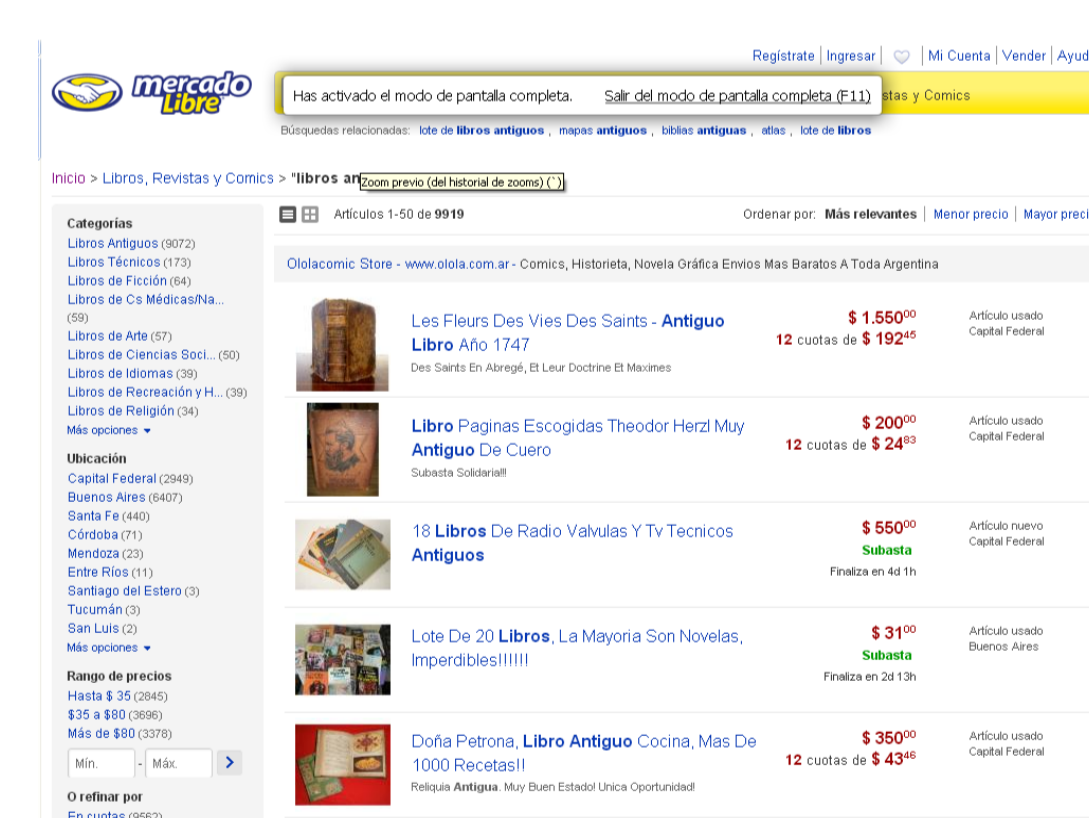 Regístrate | Ingresar | Mi Cuenta | Vender | Ayud
mercado
Libre
Has activado el modo de pantalla completa. Salir del modo de pantalla completa (F11)
stas y Comics
Búsquedas relacionadas: lote de libros antiguos , mapas antiguos , biblias antiguas , atlas , lote de libros
Inicio > Libros, Revistas y Comics > "libros an
Zoom previo (del historial de zooms) (`)
Categorías
Libros Antiguos (9072)
Libros Técnicos (173)
Libros de Ficción (64)
Libros de Cs Médicas/Na...
(59)
Libros de Arte (57)
Libros de Ciencias Soci... (50)
Libros de Idiomas (39)
Libros de Recreación y H... (39)
Libros de Religión (34)
Más opciones
Ubicación
Capital Federal (2949)
Buenos Aires (6407)
Santa Fe (440)
Córdoba (71)
Mendoza (23)
Entre Ríos (11)
Santiago del Estero (3)
Tucumán (3)
San Luis (2)
Más opciones
Rango de precios
Hasta $ 35 (2845)
$35 a $80 (3696)
Más de $80 (3378)
Mín. - Máx.
O refinar por
En cuotas (9562)
Artículos 1-50 de 9919
Ordenar por: Más relevantes | Menor precio | Mayor preci
Ololacomic Store - www.olola.com.ar - Comics, Historieta, Novela Gráfica Envios Mas Baratos A Toda Argentina
Les Fleurs Des Vies Des Saints - Antiguo
Libro Año 1747
Des Saints En Abregé, Et Leur Doctrine Et Maximes
$ 1.550⁰⁰
12 cuotas de $ 192⁴⁵
Artículo usado
Capital Federal
Libro Paginas Escogidas Theodor Herzl Muy
Antiguo De Cuero
Subasta Solidaria!!!
$ 200⁰⁰
12 cuotas de $ 24⁸³
Artículo usado
Capital Federal
18 Libros De Radio Valvulas Y Tv Tecnicos
Antiguos
$ 550⁰⁰
Subasta
Finaliza en 4d 1h
Artículo nuevo
Capital Federal
Lote De 20 Libros, La Mayoria Son Novelas,
Imperdibles!!!!!!
$ 31⁰⁰
Subasta
Finaliza en 2d 13h
Artículo usado
Buenos Aires
Doña Petrona, Libro Antiguo Cocina, Mas De
1000 Recetas!!
Reliquia Antigua. Muy Buen Estado! Unica Oportunidad!
$ 350⁰⁰
12 cuotas de $ 43⁴⁶
Artículo usado
Capital Federal